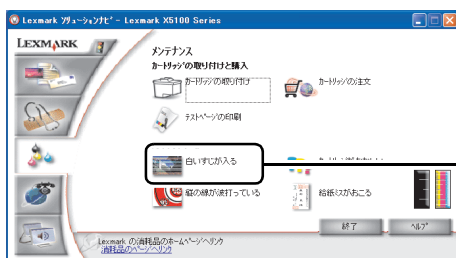 Lexmark ソリューションナビ - Lexmark X5100 Series
LEXMARK
メンテナンス
カートリッジの取り付けと購入
カートリッジの取り付け
カートリッジの注文
テストページの印刷
白いすじが入る
縦の線が波打っている
給紙ミスがおこる
終了
ヘルプ
Lexmark の消耗品のホームページへリンク
消耗品のページへリンク